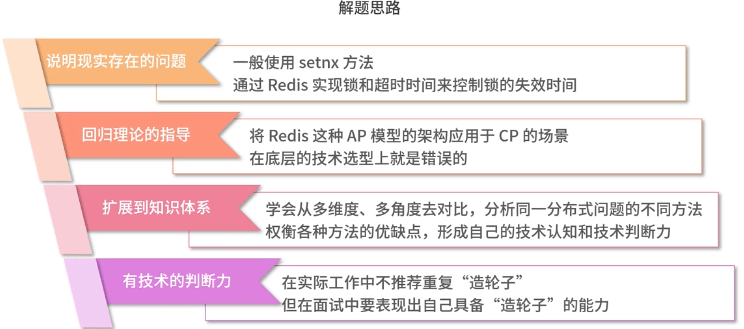 解题思路
说明现实存在的问题
一般使用 setnx 方法
通过 Redis 实现锁和超时时间来控制锁的失效时间
回归理论的指导
将 Redis 这种 AP 模型的架构应用于 CP 的场景
在底层的技术选型上就是错误的
扩展到知识体系
学会从多维度、多角度去对比，分析同一分布式问题的不同方法
权衡各种方法的优缺点，形成自己的技术认知和技术判断力
有技术的判断力
在实际工作中不推荐重复“造轮子”
但在面试中要表现出自己具备“造轮子”的能力